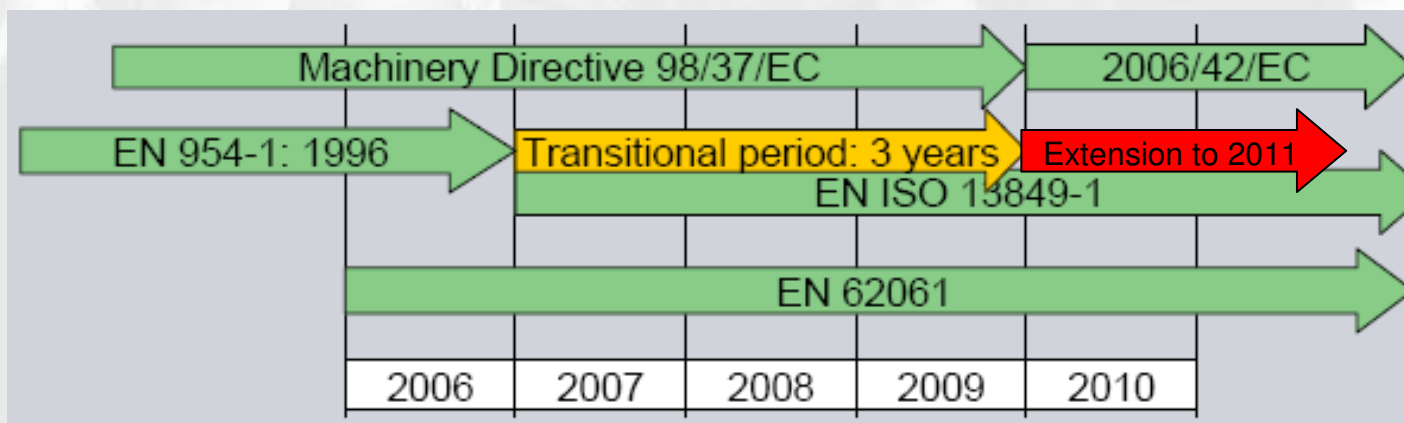 Machinery Directive 98/37/EC
2006/42/EC
EN 954-1: 1996
Transitional period: 3 years
Extension to 2011
EN ISO 13849-1
EN 62061
2006
2007
2008
2009
2010